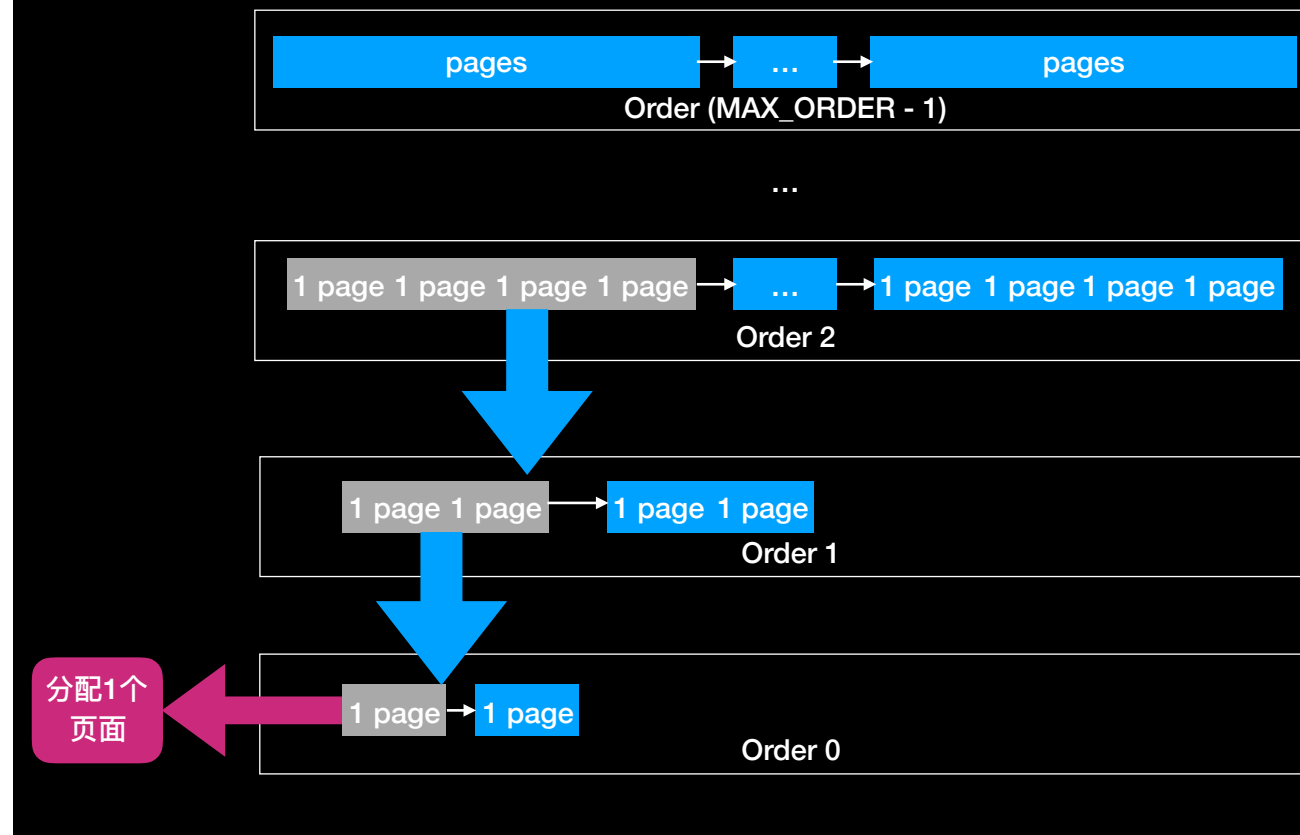 pages … pages
Order (MAX_ORDER - 1)
…
1 page 1 page 1 page 1 page … 1 page 1 page 1 page 1 page
Order 2
1 page 1 page 1 page 1 page
Order 1
分配1个
页面
1 page 1 page
Order 0